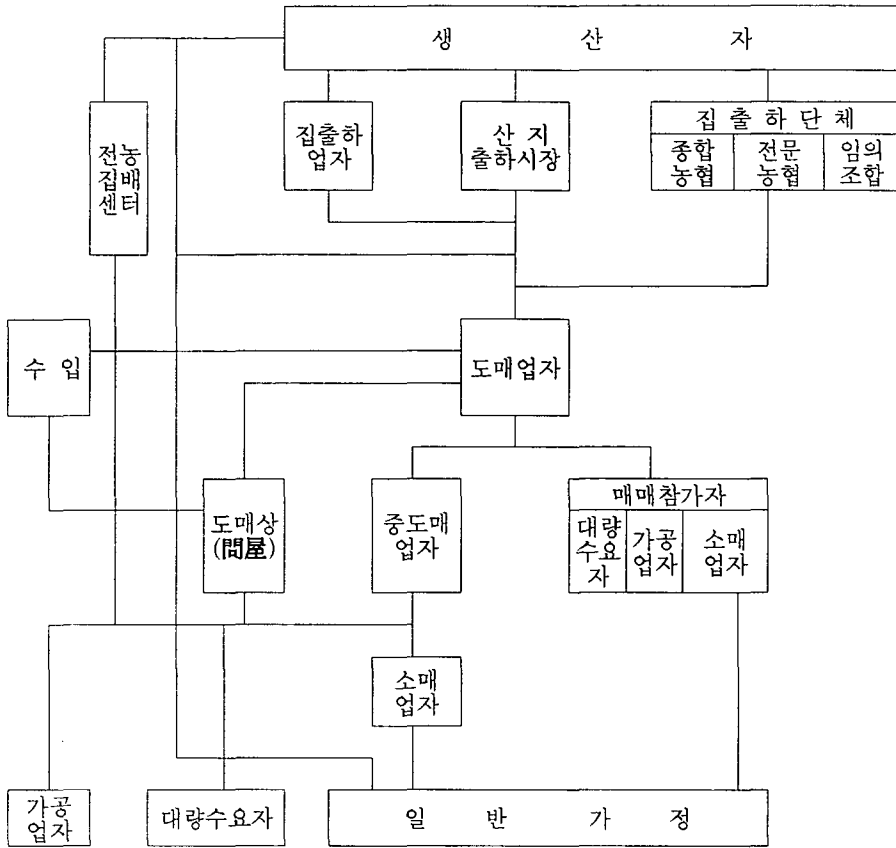 생 산 자
전농
집배
센터
집출하
업자
산 지
출하시장
집 출 하 단 체
종합
농협
전문
농협
임의
조합
수 입
도매업자
도매상
(問屋)
중도매
업자
매매참가자
대량
수요
자
가공
업자
소매
업자
소매
업자
가공
업자
대량수요자
일 반 가 정